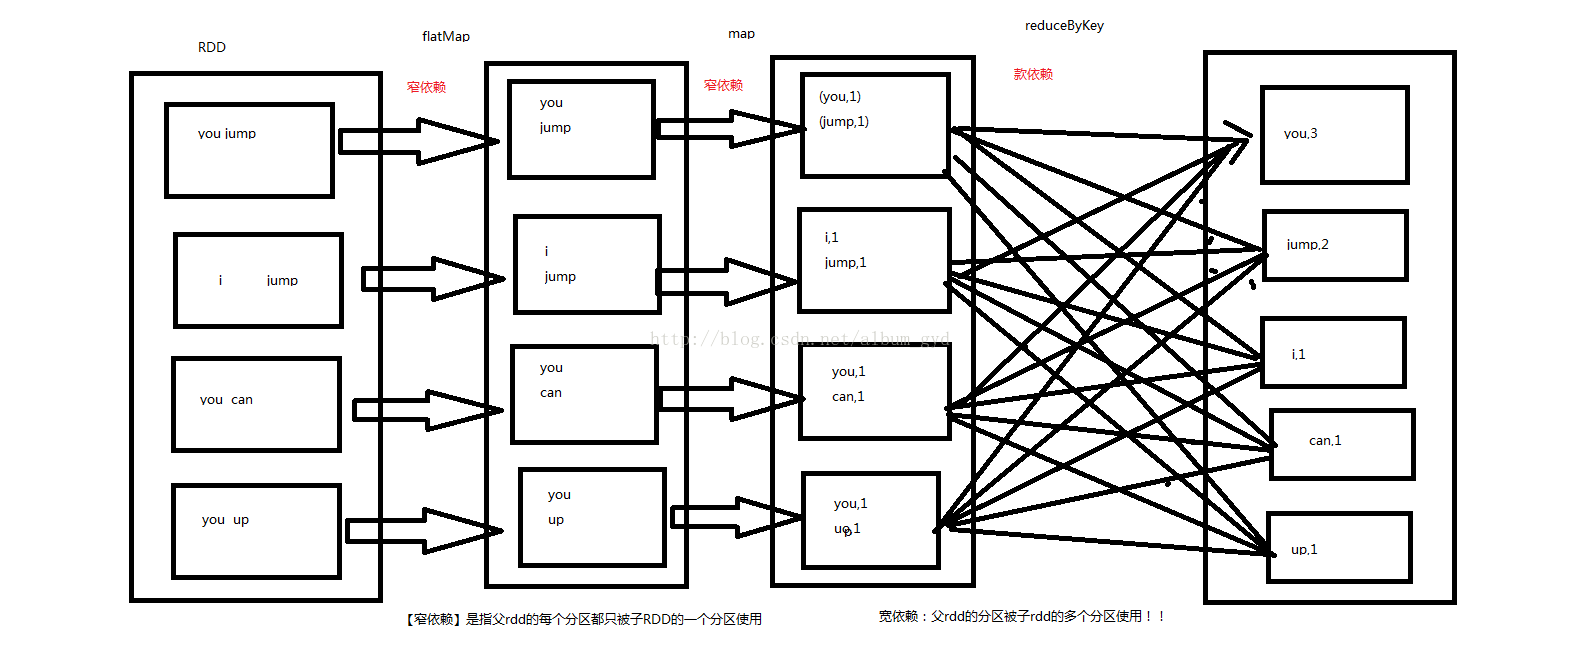 RDD
flatMap
map
reduceByKey
窄依赖
窄依赖
款依赖
you jump
i jump
you can
you up
you
jump
i
jump
you
can
you
up
(you,1)
(jump,1)
i,1
jump,1
you,1
can,1
you,1
up,1
you,3
jump,2
i,1
can,1
up,1
http://blog.csdn.net/album_gyd
【窄依赖】是指父rdd的每个分区都只被子RDD的一个分区使用
宽依赖：父rdd的分区被子rdd的多个分区使用！！